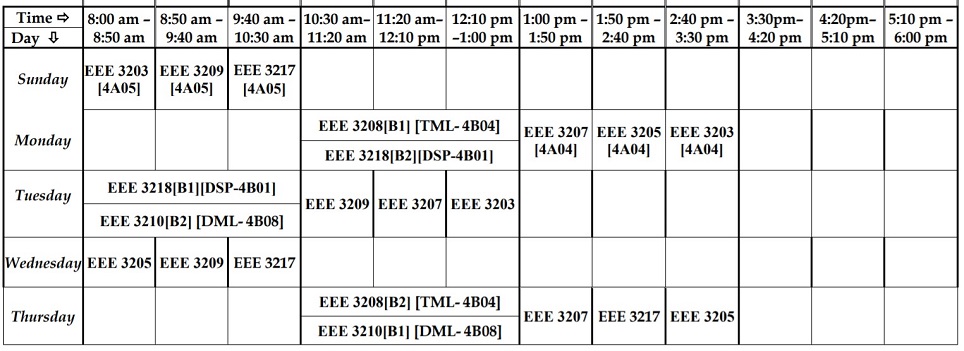 Time ⇨ 8:00 am – 8:50 am – 9:40 am – 10:30 am– 11:20 am– 12:10 pm 1:00 pm – 1:50 pm – 2:40 pm – 3:30pm– 4:20pm– 5:10 pm –
Day ⇩ 8:50 am 9:40 am 10:30 am 11:20 am 12:10 pm –1:00 pm 1:50 pm 2:40 pm 3:30 pm 4:20 pm 5:10 pm 6:00 pm
Sunday EEE 3203 EEE 3209 EEE 3217
[4A05] [4A05] [4A05]
Monday
EEE 3208[B1] [TML- 4B04]
EEE 3218[B2][DSP-4B01]
EEE 3207 EEE 3205 EEE 3203
[4A04] [4A04] [4A04]
Tuesday
EEE 3218[B1][DSP-4B01]
EEE 3210[B2] [DML- 4B08]
EEE 3209 EEE 3207 EEE 3203
Wednesday EEE 3205 EEE 3209 EEE 3217
Thursday
EEE 3208[B2] [TML- 4B04]
EEE 3210[B1] [DML- 4B08]
EEE 3207 EEE 3217 EEE 3205